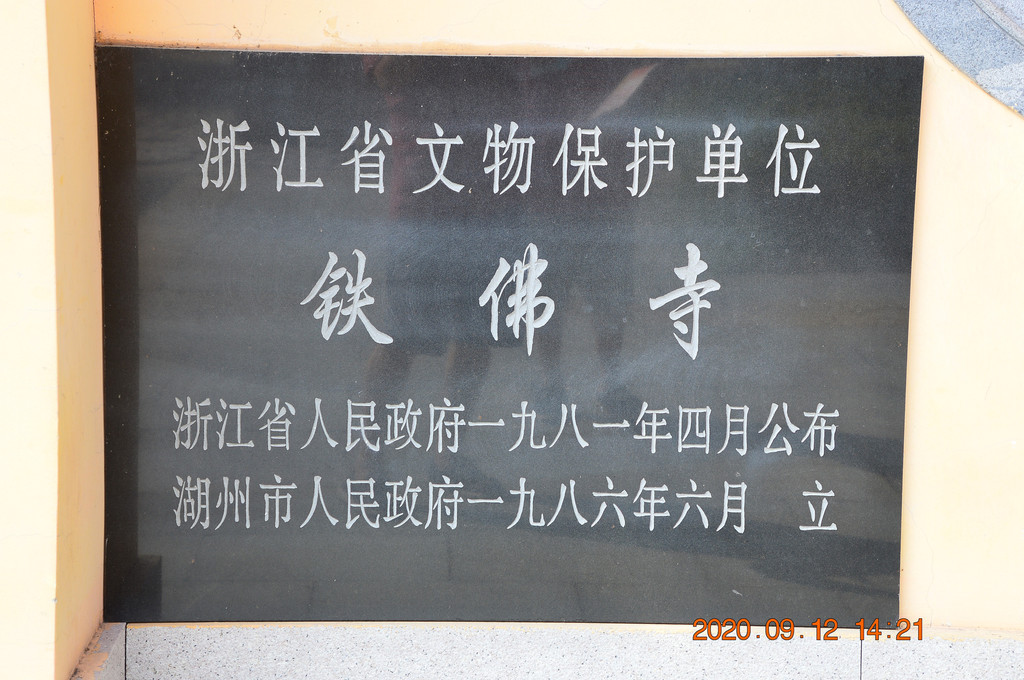 浙江省文物保护单位
铁佛寺
浙江省人民政府一九八一年四月公布
湖州市人民政府一九八六年六月　立
2020.09.12 14:21